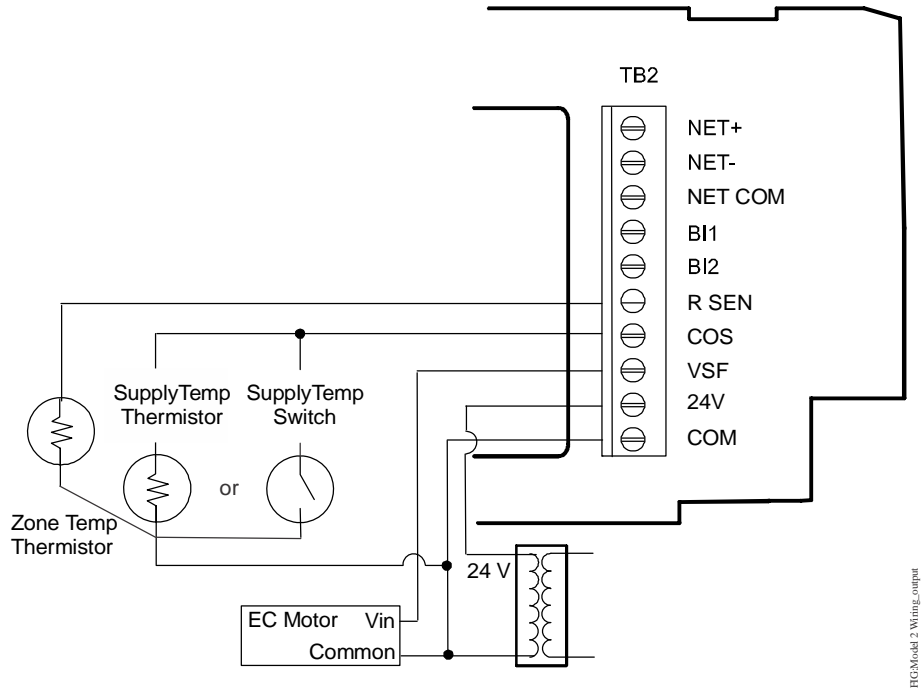 TB2
NET+
NET-
NET COM
BI1
BI2
R SEN
COS
VSF
24V
COM
SupplyTemp
Thermistor
SupplyTemp
Switch
or
Zone Temp
Thermistor
24 V
EC Motor Vin
Common
FIG:Model 2 Wiring_output